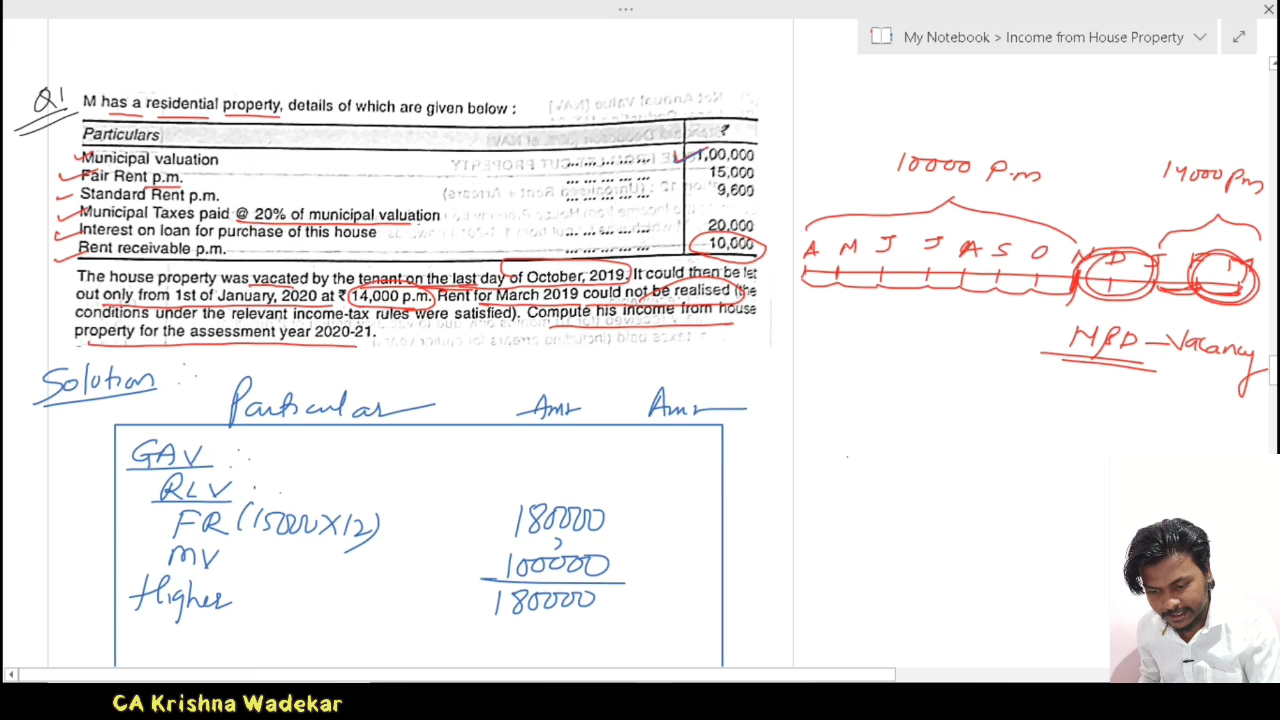 My Notebook > Income from House Property
Q1
M has a residential property, details of which are given below :
Particulars ₹
Municipal valuation ... ... ... ... ... 1,00,000
Fair Rent p.m. ... ... ... ... ... 15,000
Standard Rent p.m. ... ... ... ... ... 9,600
Municipal Taxes paid @ 20% of municipal valuation
Interest on loan for purchase of this house ... ... ... ... ... 20,000
Rent receivable p.m. ... ... ... ... ... 10,000
The house property was vacated by the tenant on the last day of October, 2019. It could then be let
out only from 1st of January, 2020 at ₹ 14,000 p.m. Rent for March 2019 could not be realised (the
conditions under the relevant income-tax rules were satisfied). Compute his income from house
property for the assessment year 2020-21.
10000 P.m 14000 P.m
A M J J A S O N D J
N & D - Vacancy
Solution :
Particular Amt Amt
GAV :
RLV :
FR (15000 X 12) 180000
MV 100000
Higher 180000
CA Krishna Wadekar